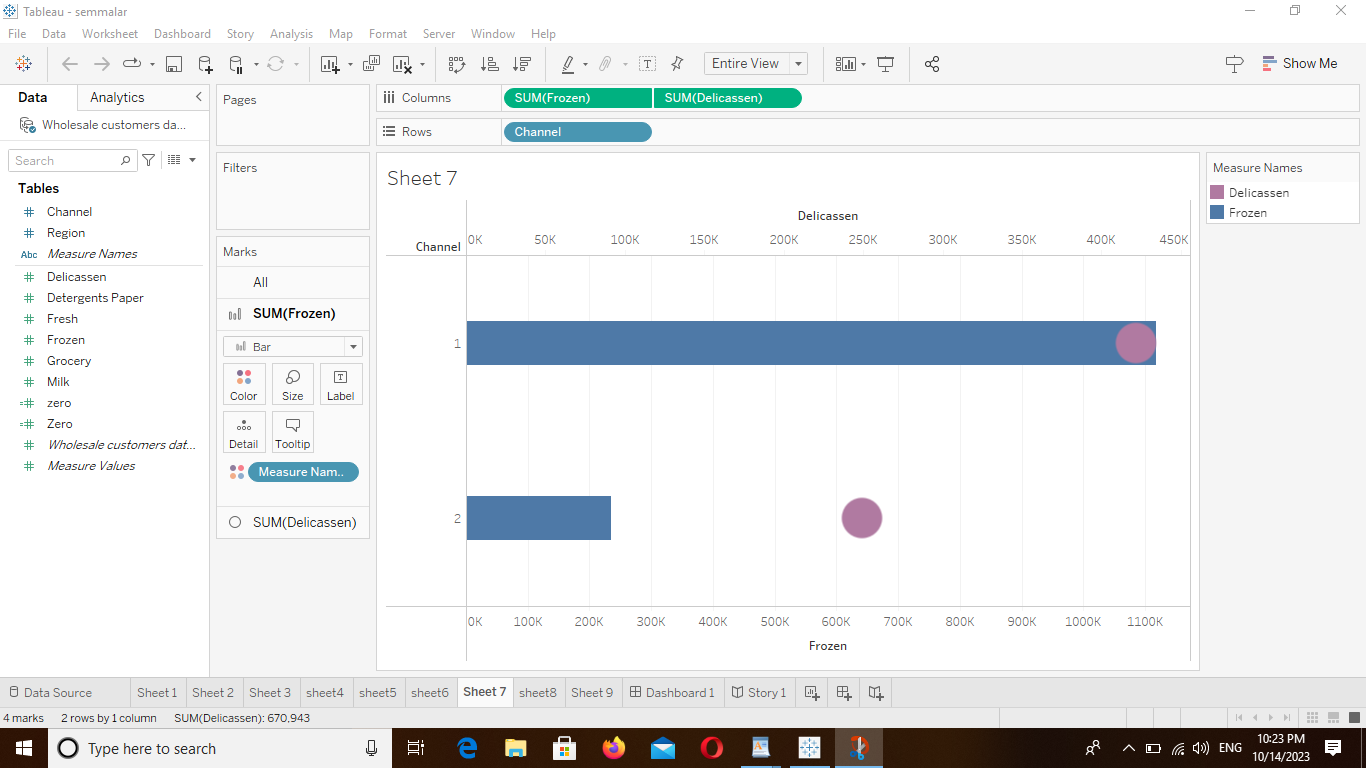 Tableau - semmalar
File Data Worksheet Dashboard Story Analysis Map Format Server Window Help
Entire View
Show Me
Data Analytics
Wholesale customers da...
Search
Tables
Channel
Region
Abc Measure Names
Delicassen
Detergents Paper
Fresh
Frozen
Grocery
Milk
zero
Zero
Wholesale customers dat...
Measure Values
Pages
Filters
Marks
All
SUM(Frozen)
Bar
Color Size Label
Detail Tooltip
Measure Nam..
SUM(Delicassen)
Columns SUM(Frozen) SUM(Delicassen)
Rows Channel
Sheet 7
Delicassen
Channel 0K 50K 100K 150K 200K 250K 300K 350K 400K 450K
1
2
0K 100K 200K 300K 400K 500K 600K 700K 800K 900K 1000K 1100K
Frozen
Measure Names
Delicassen
Frozen
Data Source Sheet 1 Sheet 2 Sheet 3 sheet4 sheet5 sheet6 Sheet 7 sheet8 Sheet 9 Dashboard 1 Story 1
4 marks 2 rows by 1 column SUM(Delicassen): 670,943
Type here to search
ENG
10:23 PM
10/14/2023